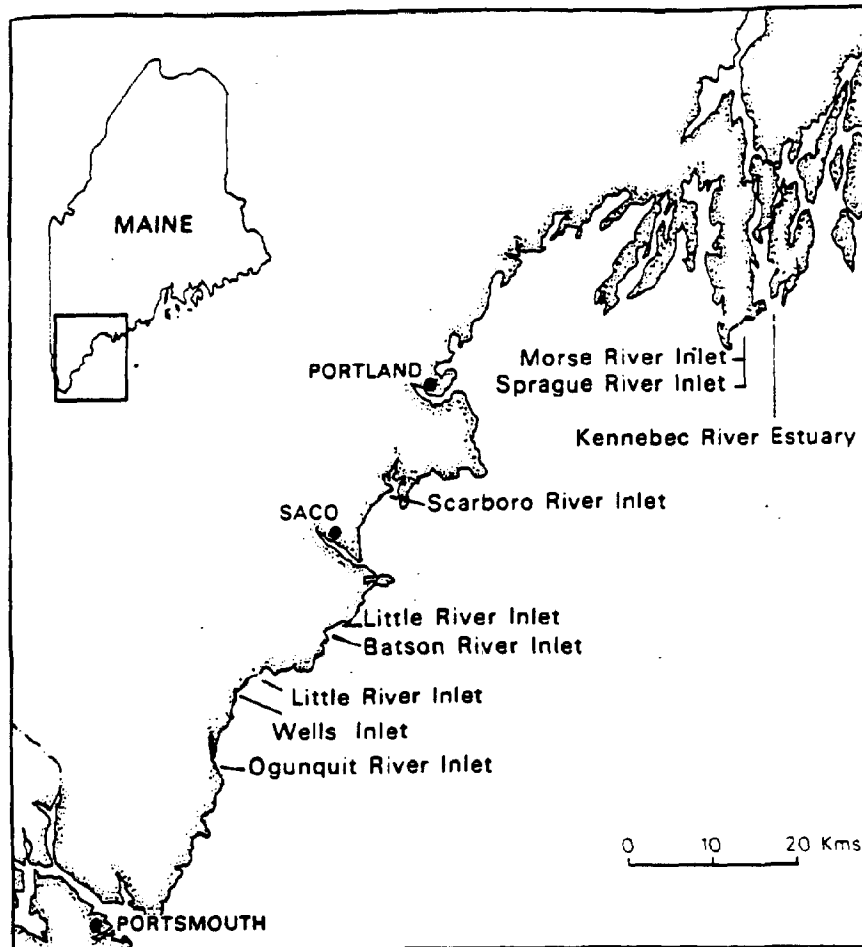 MAINE
PORTLAND
Morse River Inlet
Sprague River Inlet
Kennebec River Estuary
Scarboro River Inlet
SACO
Little River Inlet
Batson River Inlet
Little River Inlet
Wells Inlet
Ogunquit River Inlet
0 10 20 Kms
PORTSMOUTH